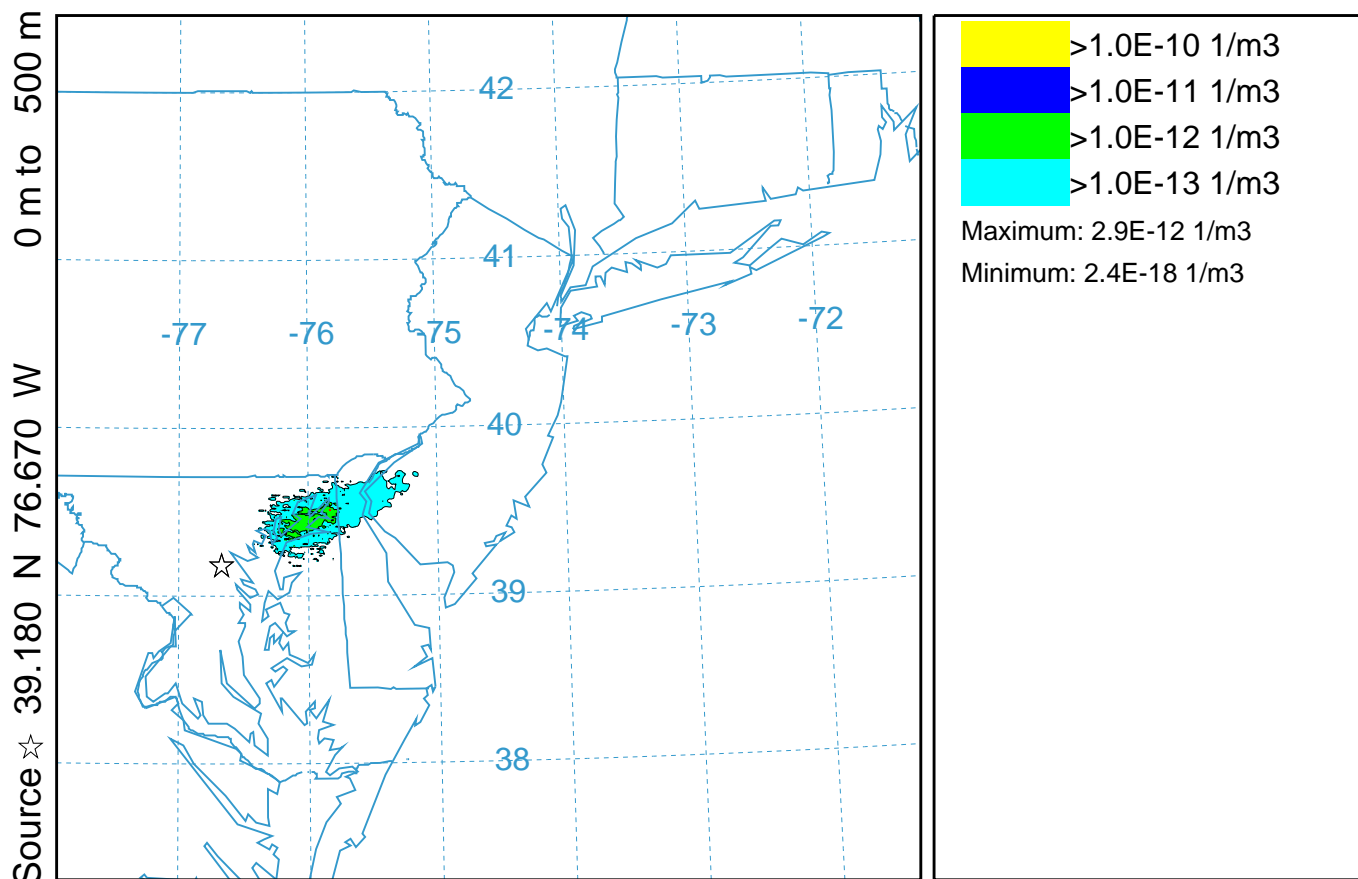 Source ☆ 39.180 N 76.670 W 0 m to 500 m
42
41
-77 -76 -75 -74 -73 -72
40
39
38
>1.0E-10 1/m3
>1.0E-11 1/m3
>1.0E-12 1/m3
>1.0E-13 1/m3
Maximum: 2.9E-12 1/m3
Minimum: 2.4E-18 1/m3